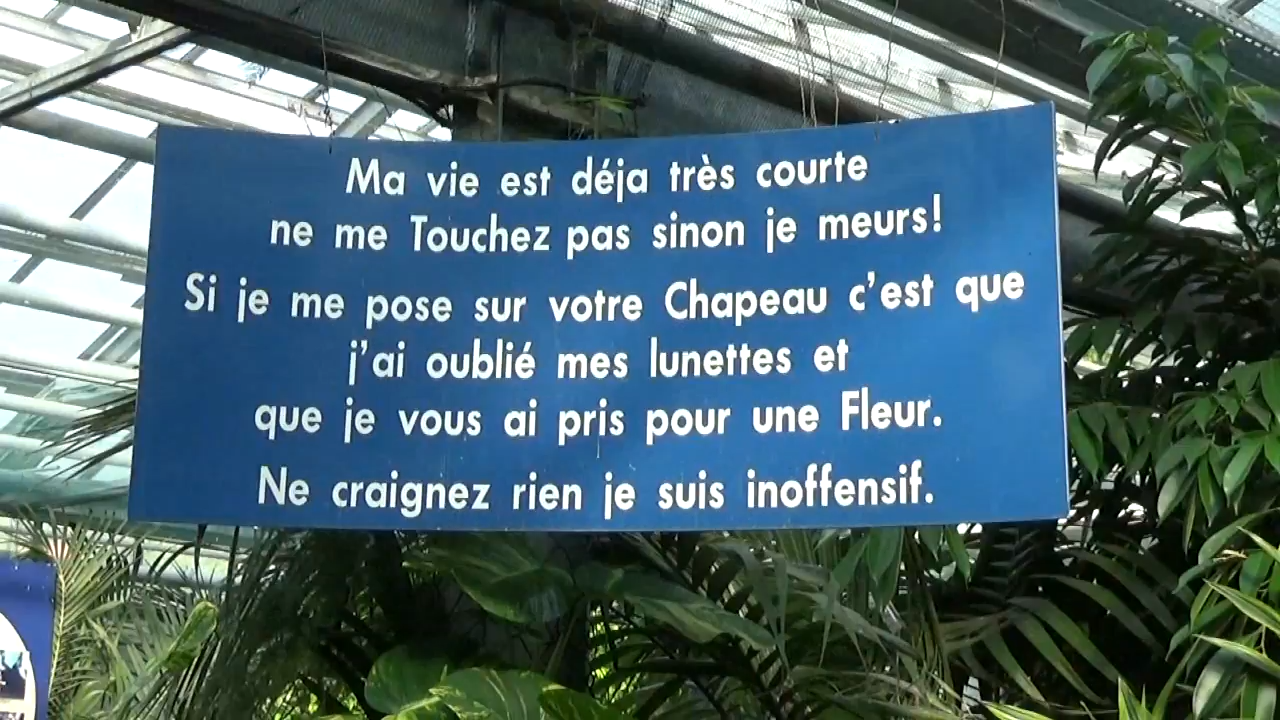 Ma vie est déja très courte
ne me Touchez pas sinon je meurs!
Si je me pose sur votre Chapeau c'est que
j'ai oublié mes lunettes et
que je vous ai pris pour une Fleur.
Ne craignez rien je suis inoffensif.